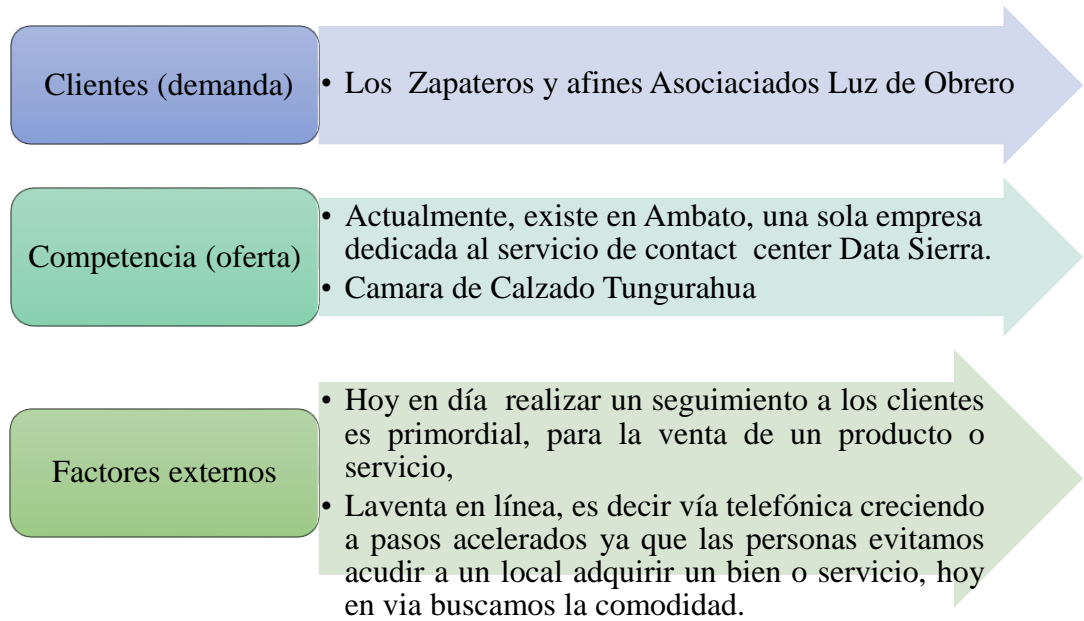 Clientes (demanda)
• Los Zapateros y afines Asociaciados Luz de Obrero
Competencia (oferta)
• Actualmente, existe en Ambato, una sola empresa
dedicada al servicio de contact center Data Sierra.
• Camara de Calzado Tungurahua
Factores externos
• Hoy en día realizar un seguimiento a los clientes
es primordial, para la venta de un producto o
servicio,
• Laventa en línea, es decir vía telefónica creciendo
a pasos acelerados ya que las personas evitamos
acudir a un local adquirir un bien o servicio, hoy
en via buscamos la comodidad.